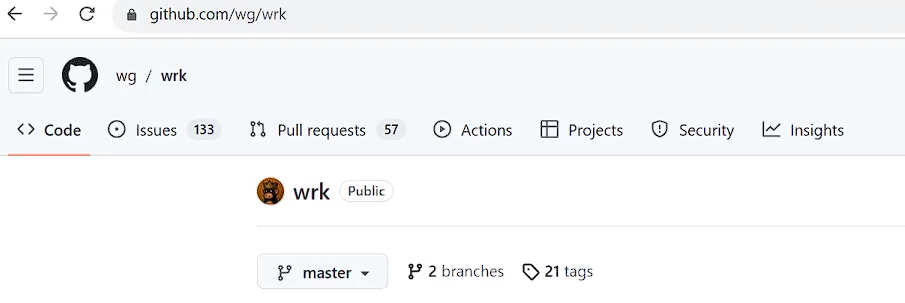 github.com/wg/wrk
wg / wrk
Code Issues 133 Pull requests 57 Actions Projects Security Insights
wrk Public
master 2 branches 21 tags